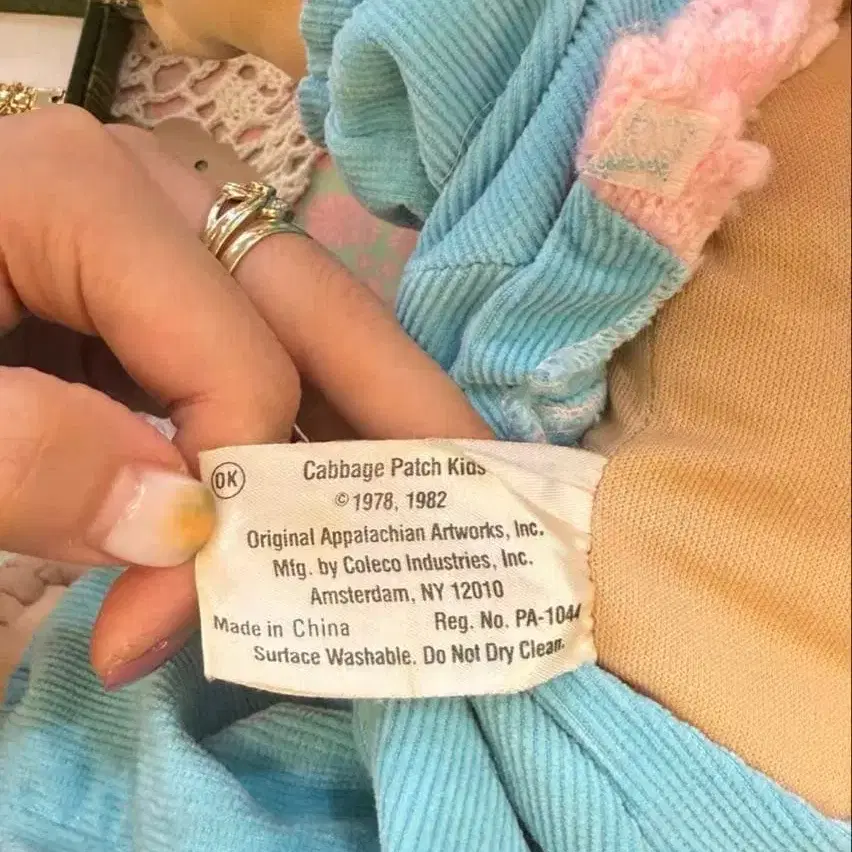 OK
Cabbage Patch Kids
© 1978, 1982
Original Appalachian Artworks, Inc.
Mfg. by Coleco Industries, Inc.
Amsterdam, NY 12010
Made in China Reg. No. PA-1044
Surface Washable. Do Not Dry Clean.